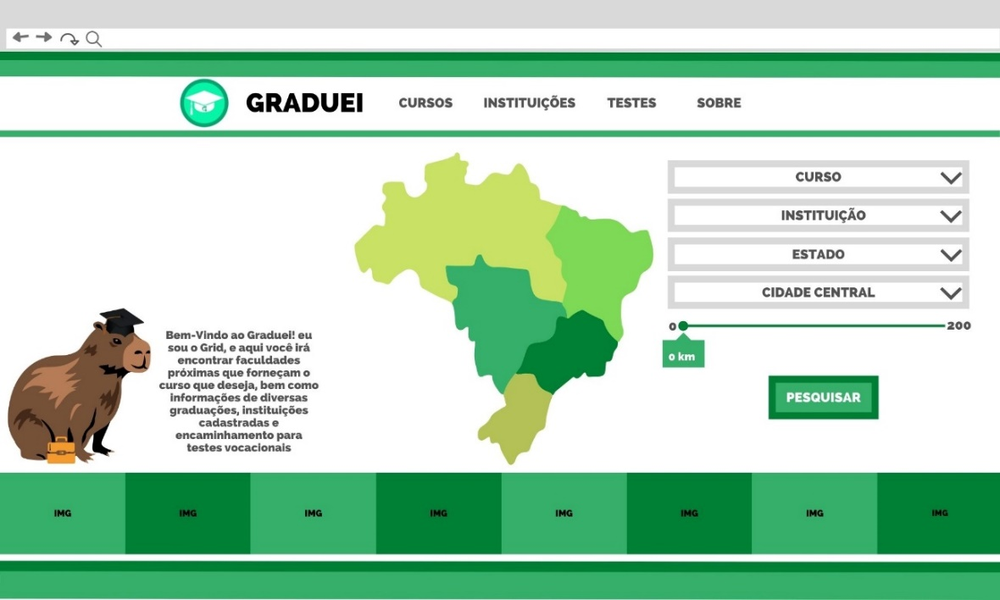 GRADUEI
CURSOS
INSTITUIÇÕES
TESTES
SOBRE
CURSO
INSTITUIÇÃO
ESTADO
CIDADE CENTRAL
0
200
0 km
PESQUISAR
Bem-Vindo ao Graduei! eu
sou o Grid, e aqui você irá
encontrar faculdades
próximas que forneçam o
curso que deseja, bem como
informações de diversas
graduações, instituições
cadastradas e
encaminhamento para
testes vocacionais
IMG
IMG
IMG
IMG
IMG
IMG
IMG
IMG